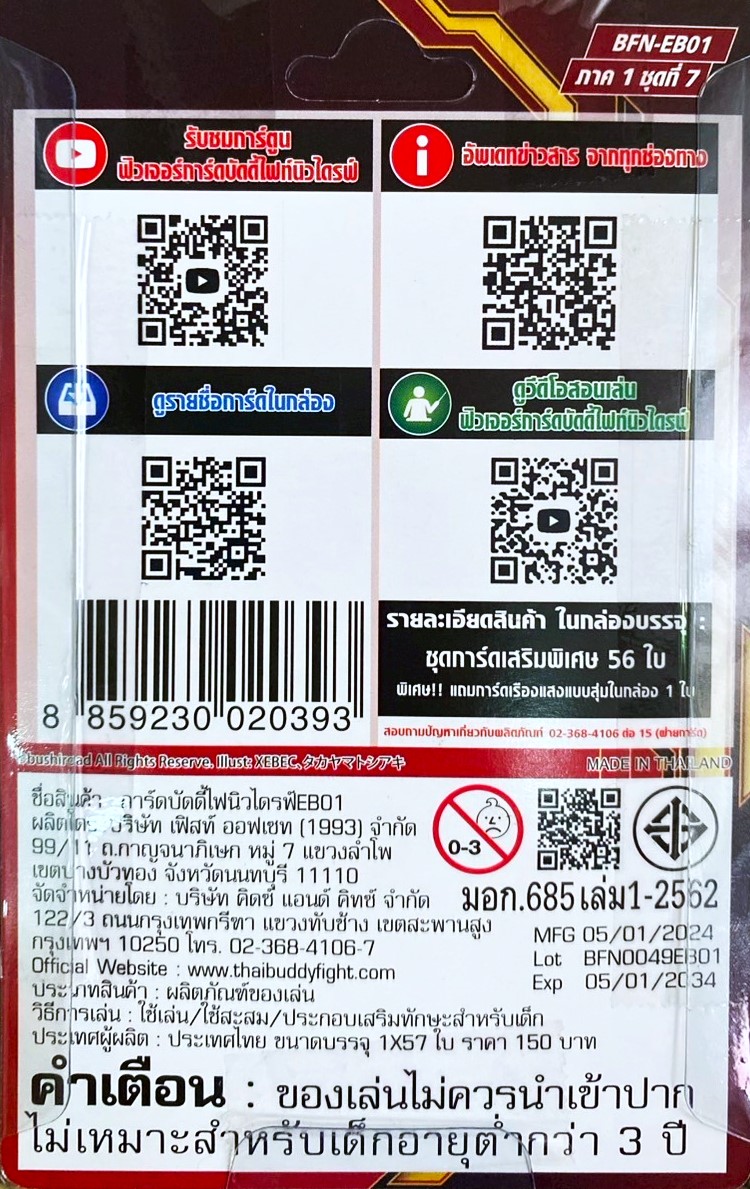 BFN-EB01
ภาค 1 ชุดที่ 7
รับชมการ์ตูน
ฟิวเจอร์การ์ดบัดดี้ไฟท์นิวไดรฟ์
อัพเดทข่าวสาร จากทุกช่องทาง
ดูรายชื่อการ์ดในกล่อง
ดูวีดีโอสอนเล่น
ฟิวเจอร์การ์ดบัดดี้ไฟท์นิวไดรฟ์
8 859230 020393
รายละเอียดสินค้า ในกล่องบรรจุ :
ชุดการ์ดเสริมพิเศษ 56 ใบ
พิเศษ!! แถมการ์ดเรืองแสงแบบสุ่มในกล่อง 1 ใบ
สอบถามปัญหาเกี่ยวกับผลิตภัณฑ์ 02-368-4106 ต่อ 15 (ฝ่ายการ์ด)
bushiroad All Rights Reserve. Illust: XEBEC,タカヤマトシアキ
MADE IN THAILAND
ชื่อสินค้า : การ์ดบัดดี้ไฟนิวไดรฟ์EB01
ผลิตโดย บริษัท เฟิสท์ ออฟเซท (1993) จำกัด
99/11 ถ.กาญจนาภิเษก หมู่ 7 แขวงลำโพ
เขตบางบัวทอง จังหวัดนนทบุรี 11110
จัดจำหน่ายโดย : บริษัท คิดซ์ แอนด์ คิทซ์ จำกัด
122/3 ถนนกรุงเทพกรีฑา แขวงทับช้าง เขตสะพานสูง
กรุงเทพฯ 10250 โทร. 02-368-4106-7
Official Website : www.thaibuddyfight.com
ประเภทสินค้า : ผลิตภัณฑ์ของเล่น
วิธีการเล่น : ใช้เล่น/ใช้สะสม/ประกอบเสริมทักษะสำหรับเด็ก
ประเทศผู้ผลิต : ประเทศไทย ขนาดบรรจุ 1X57 ใบ ราคา 150 บาท
0-3
มอก.685 เล่ม1-2562
MFG 05/01/2024
Lot BFN0049EB01
Exp 05/01/2034
คำเตือน : ของเล่นไม่ควรนำเข้าปาก
ไม่เหมาะสำหรับเด็กอายุต่ำกว่า 3 ปี